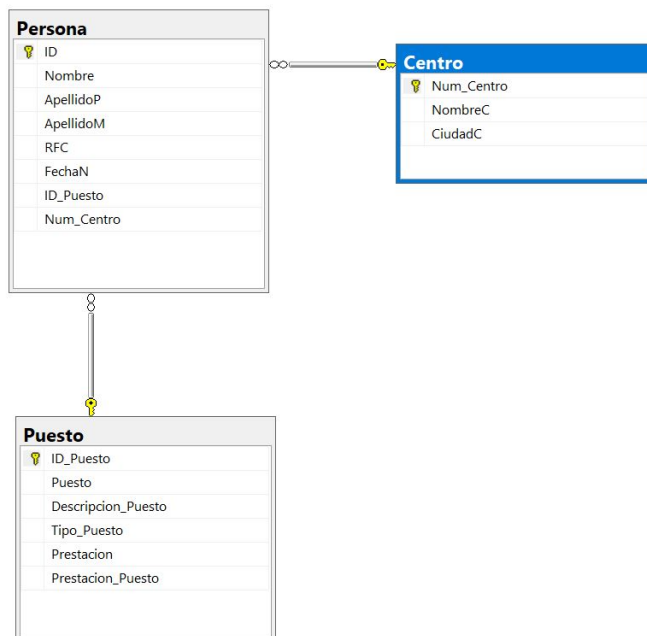 Persona
ID
Nombre
ApellidoP
ApellidoM
RFC
FechaN
ID_Puesto
Num_Centro
Centro
Num_Centro
NombreC
CiudadC
Puesto
ID_Puesto
Puesto
Descripcion_Puesto
Tipo_Puesto
Prestacion
Prestacion_Puesto